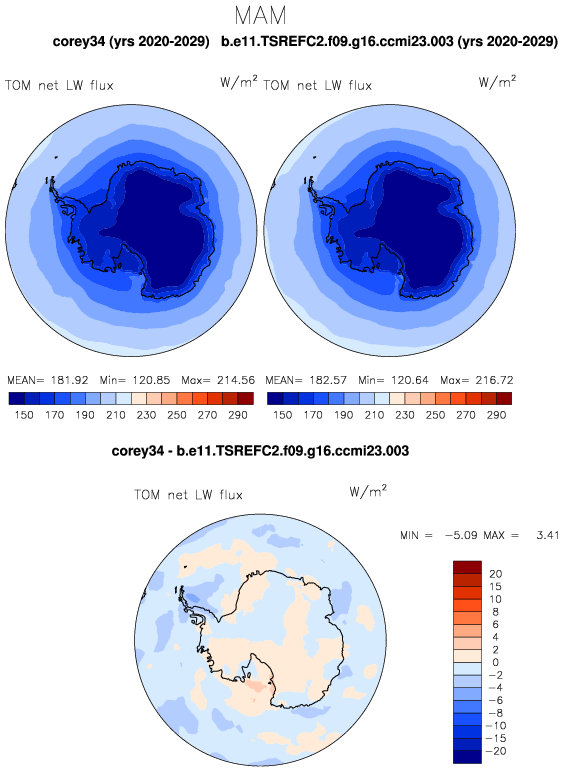 MAM
corey34 (yrs 2020-2029) b.e11.TSREFC2.f09.g16.ccmi23.003 (yrs 2020-2029)
TOM net LW flux W/m² TOM net LW flux W/m²
MEAN= 181.92 Min= 120.85 Max= 214.56 MEAN= 182.57 Min= 120.64 Max= 216.72
150 170 190 210 230 250 270 290 150 170 190 210 230 250 270 290
corey34 - b.e11.TSREFC2.f09.g16.ccmi23.003
TOM net LW flux W/m²
MIN = -5.09 MAX = 3.41
20
15
10
8
6
4
2
0
-2
-4
-6
-8
-10
-15
-20